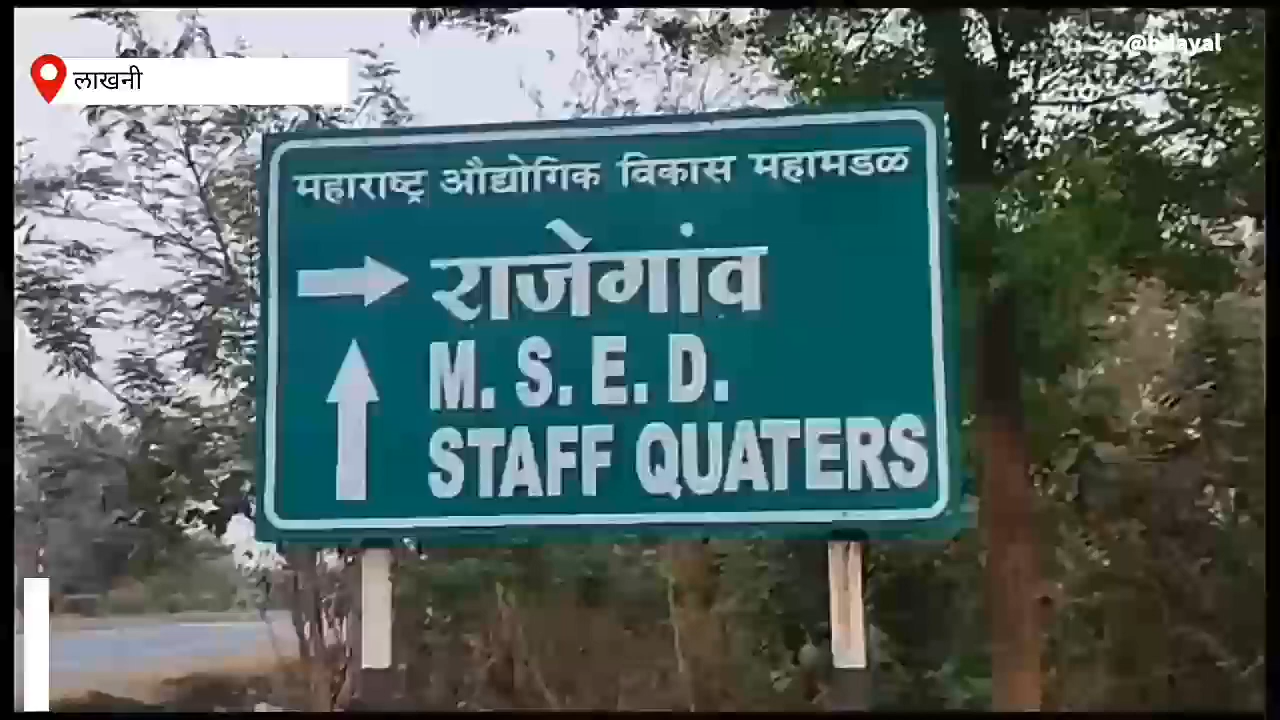 लाखनी
महाराष्ट्र औद्योगिक विकास महामडळ
राजेगांव
M. S. E. D.
STAFF QUATERS